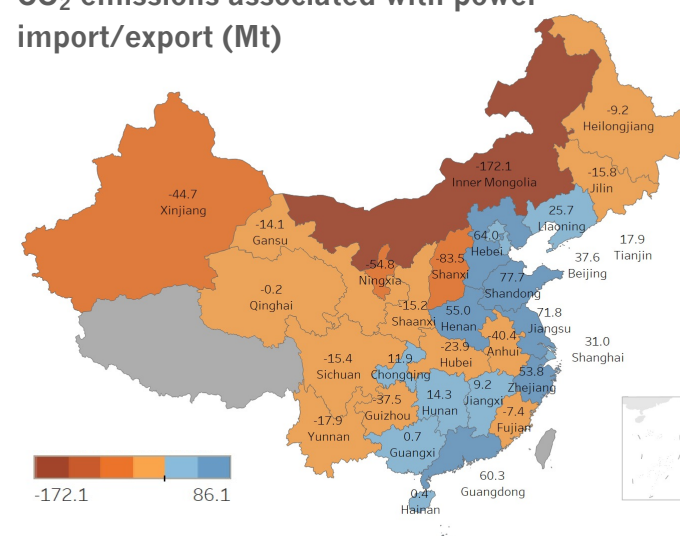 CO₂ emissions associated with power
import/export (Mt)
-9.2
Heilongjiang
-172.1
Inner Mongolia
-15.8
Jilin
-44.7
Xinjiang
25.7
Liaoning
-14.1
Gansu
64.0
Hebei
17.9
Tianjin
-54.8
Ningxia
-83.5
Shanxi
37.6
Beijing
77.7
Shandong
-0.2
Qinghai
-15.2
Shaanxi
55.0
Henan
71.8
Jiangsu
-40.4
Anhui
31.0
Shanghai
-23.9
Hubei
-15.4
Sichuan
11.9
Chongqing
53.8
Zhejiang
9.2
Jiangxi
14.3
Hunan
-37.5
Guizhou
-7.4
Fujian
-17.9
Yunnan
0.7
Guangxi
60.3
Guangdong
0.4
Hainan
-172.1 86.1